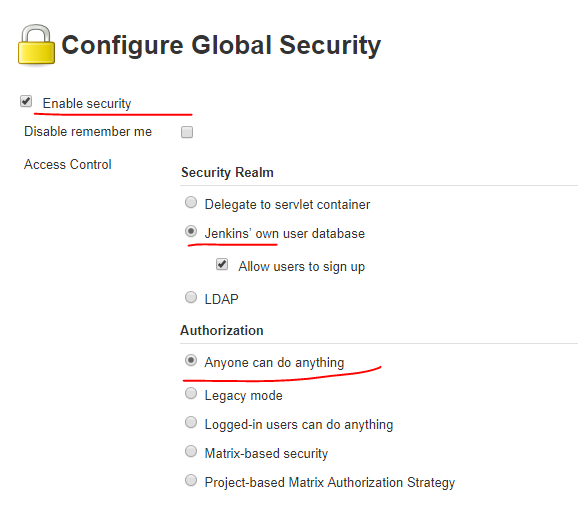 Configure Global Security
Enable security
Disable remember me
Access Control
Security Realm
Delegate to servlet container
Jenkins' own user database
Allow users to sign up
LDAP
Authorization
Anyone can do anything
Legacy mode
Logged-in users can do anything
Matrix-based security
Project-based Matrix Authorization Strategy